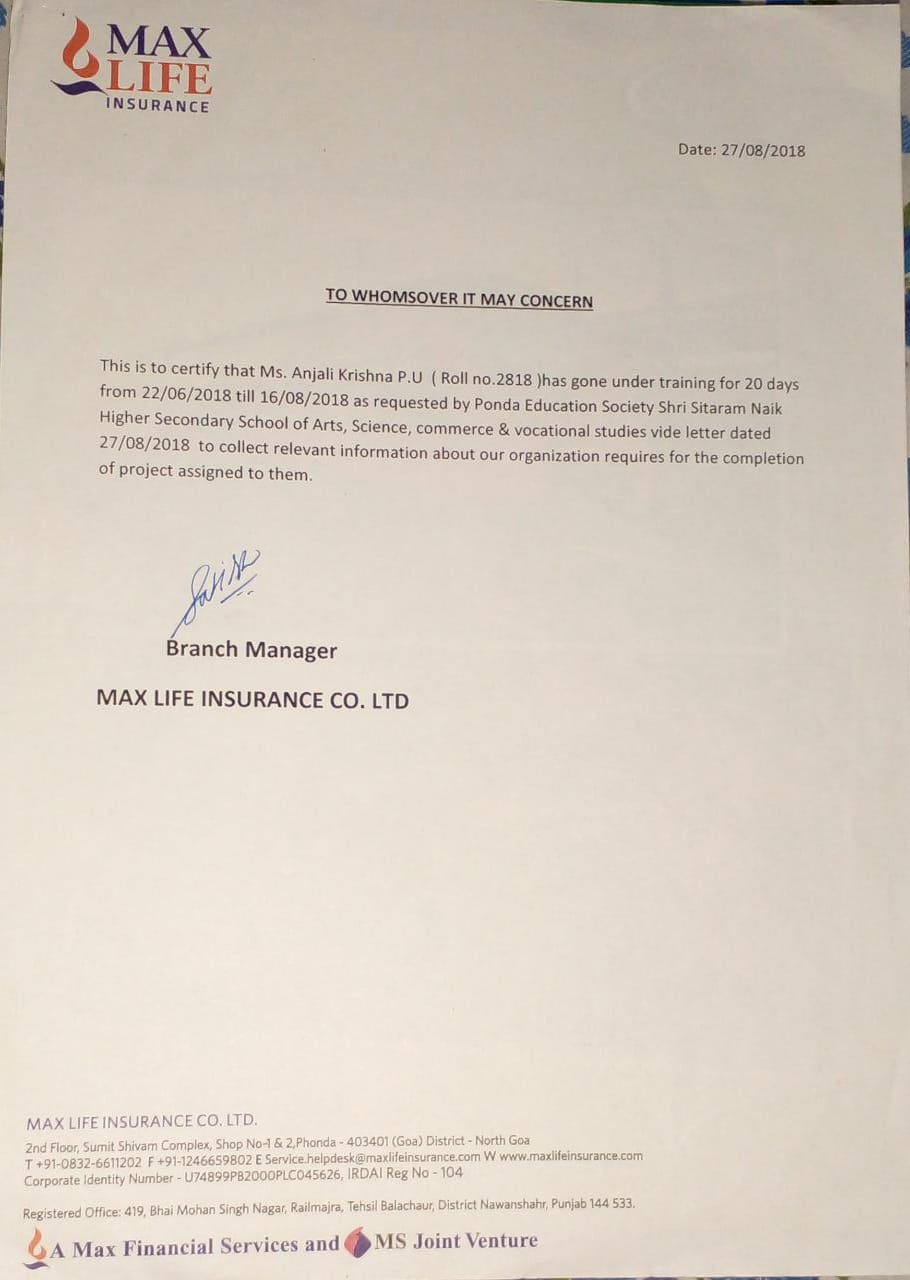 MAX
LIFE
INSURANCE
Date: 27/08/2018
TO WHOMSOVER IT MAY CONCERN
This is to certify that Ms. Anjali Krishna P.U ( Roll no.2818 )has gone under training for 20 days
from 22/06/2018 till 16/08/2018 as requested by Ponda Education Society Shri Sitaram Naik
Higher Secondary School of Arts, Science, commerce & vocational studies vide letter dated
27/08/2018 to collect relevant information about our organization requires for the completion
of project assigned to them.
Satish
Branch Manager
MAX LIFE INSURANCE CO. LTD
MAX LIFE INSURANCE CO. LTD.
2nd Floor, Sumit Shivam Complex, Shop No-1 & 2,Phonda - 403401 (Goa) District - North Goa
T +91-0832-6611202 F +91-1246659802 E Service.helpdesk@maxlifeinsurance.com W www.maxlifeinsurance.com
Corporate Identity Number - U74899PB2000PLC045626, IRDAI Reg No - 104
Registered Office: 419, Bhai Mohan Singh Nagar, Railmajra, Tehsil Balachaur, District Nawanshahr, Punjab 144 533.
A Max Financial Services and MS Joint Venture